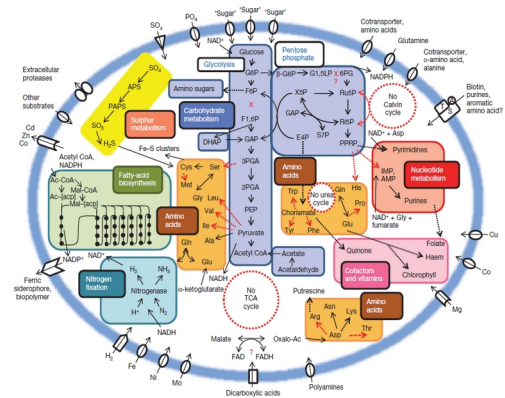 SO₄
PO₄
'Sugar'
'Sugar'
'Sugar'
Cotransporter,
amino acids
Glutamine
Cotransporter,
D-amino acid,
alanine
Biotin,
purines,
aromatic amino?
Extracellular
proteases
Other
substrates
Cd
Zn
Co
NAD⁺
Glucose
Glycolysis
Pentose
phosphate
G6P
β-G6P
G1,5LP
X
6PG
?
NADPH
Amino sugars
F6P
X
X5P
Ru5P
No
Calvin
cycle
Carbohydrate
metabolism
F1,6P
GAP
S7P
Ri5P
DHAP
GAP
E4P
PPRP
NAD⁺ + Asp
SO₄
APS
PAPS
SO₃
H₂S
Sulphur
metabolism
Fe-S clusters
Acetyl CoA,
NADPH
Fatty-acid
biosynthesis
Ac-CoA
Mal-CoA
Ac-[acp]
Mal-[acp]
NADP⁺
NAD⁺
3PGA
2PGA
PEP
Pyruvate
Acetyl CoA
Acetate
Acetaldehyde
Cys
Ser
Met
Gly
Leu
Val
Ile
Ala
Gln
Glu
Amino
acids
α-ketoglutarate
NADH
Amino
acids
Trp
Chorismate
Tyr
Phe
No urea
cycle
Gln
His
Pro
Glu
Pyrimidines
IMP,
AMP
Nucleotide
metabolism
Purines
NAD⁺ + Gly +
fumarate
Folate
Quinone
Haem
Chlorophyll
Cofactors
and vitamins
Cu
Co
Mg
Ferric
siderophore,
biopolymer
Nitrogen
fixation
H₂
NH₃
Nitrogenase
H⁺
N₂
NADH
No
TCA
cycle
Putrescine
Amino
acids
Asn
Lys
Arg
Asp
Thr
Malate
Oxalo-Ac
?
FAD
FADH
H₂
Fe
Ni
Mo
Dicarboxylic acids
Polyamines